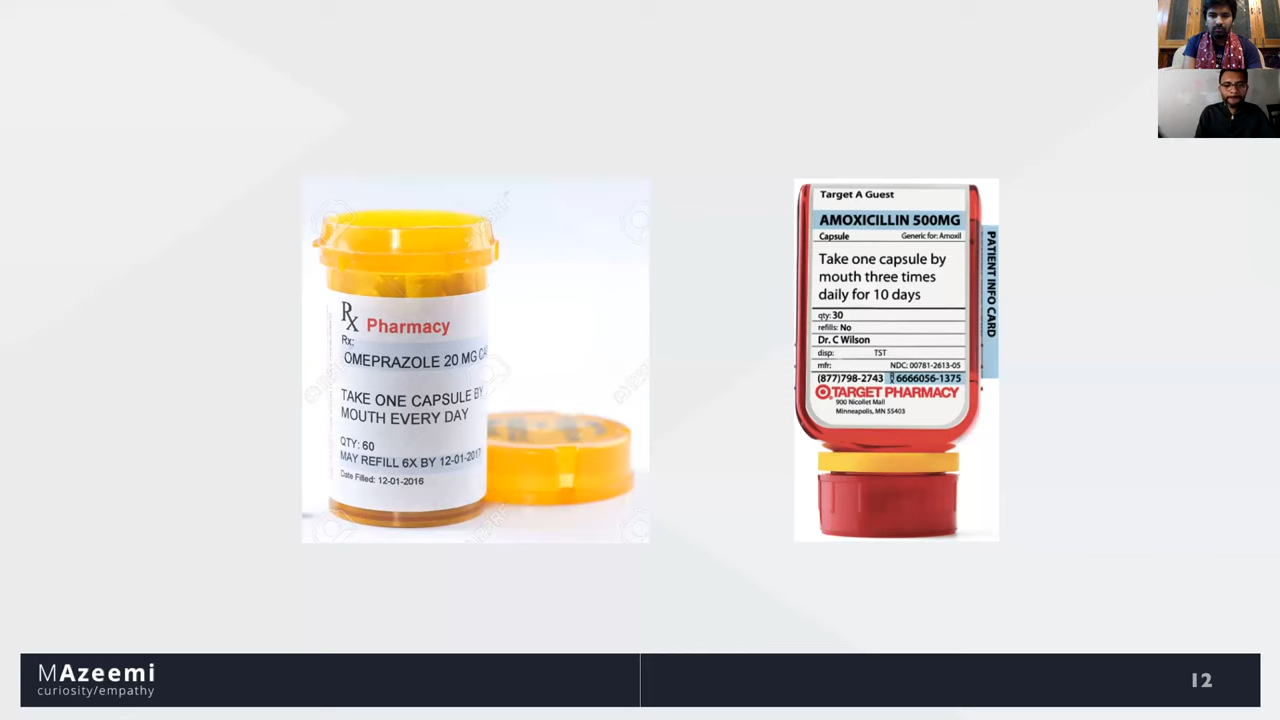 Rx Pharmacy
Rx:
OMEPRAZOLE 20 MG
TAKE ONE CAPSULE BY
MOUTH EVERY DAY
QTY: 60
MAY REFILL 6X BY 12-01-2017
Date Filled: 12-01-2016
Target A Guest
AMOXICILLIN 500MG
Capsule Generic for: Amoxil
Take one capsule by
mouth three times
daily for 10 days
qty: 30
refills: No
Dr. C Wilson
disp: TST
mfr: NDC: 00781-2613-05
(877)798-2743 6666056-1375
TARGET PHARMACY
900 Nicollet Mall
Minneapolis, MN 55403
PATIENT INFO CARD
MAzeemi
curiosity/empathy
12